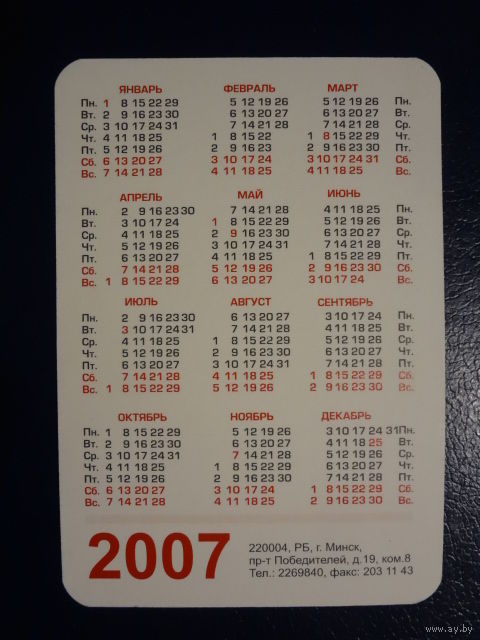 ЯНВАРЬ ФЕВРАЛЬ МАРТ
Пн. 1 8 15 22 29 5 12 19 26 5 12 19 26 Пн.
Вт. 2 9 16 23 30 6 13 20 27 6 13 20 27 Вт.
Ср. 3 10 17 24 31 7 14 21 28 7 14 21 28 Ср.
Чт. 4 11 18 25 1 8 15 22 1 8 15 22 29 Чт.
Пт. 5 12 19 26 2 9 16 23 2 9 16 23 30 Пт.
Сб. 6 13 20 27 3 10 17 24 3 10 17 24 31 Сб.
Вс. 7 14 21 28 4 11 18 25 4 11 18 25 Вс.
АПРЕЛЬ МАЙ ИЮНЬ
Пн. 2 9 16 23 30 7 14 21 28 4 11 18 25 Пн.
Вт. 3 10 17 24 1 8 15 22 29 5 12 19 26 Вт.
Ср. 4 11 18 25 2 9 16 23 30 6 13 20 27 Ср.
Чт. 5 12 19 26 3 10 17 24 31 7 14 21 28 Чт.
Пт. 6 13 20 27 4 11 18 25 1 8 15 22 29 Пт.
Сб. 7 14 21 28 5 12 19 26 2 9 16 23 30 Сб.
Вс. 1 8 15 22 29 6 13 20 27 3 10 17 24 Вс.
ИЮЛЬ АВГУСТ СЕНТЯБРЬ
Пн. 2 9 16 23 30 6 13 20 27 3 10 17 24 Пн.
Вт. 3 10 17 24 31 7 14 21 28 4 11 18 25 Вт.
Ср. 4 11 18 25 1 8 15 22 29 5 12 19 26 Ср.
Чт. 5 12 19 26 2 9 16 23 30 6 13 20 27 Чт.
Пт. 6 13 20 27 3 10 17 24 31 7 14 21 28 Пт.
Сб. 7 14 21 28 4 11 18 25 1 8 15 22 29 Сб.
Вс. 1 8 15 22 29 5 12 19 26 2 9 16 23 30 Вс.
ОКТЯБРЬ НОЯБРЬ ДЕКАБРЬ
Пн. 1 8 15 22 29 5 12 19 26 3 10 17 24 31 Пн.
Вт. 2 9 16 23 30 6 13 20 27 4 11 18 25 Вт.
Ср. 3 10 17 24 31 7 14 21 28 5 12 19 26 Ср.
Чт. 4 11 18 25 1 8 15 22 29 6 13 20 27 Чт.
Пт. 5 12 19 26 2 9 16 23 30 7 14 21 28 Пт.
Сб. 6 13 20 27 3 10 17 24 1 8 15 22 29 Сб.
Вс. 7 14 21 28 4 11 18 25 2 9 16 23 30 Вс.
2007
220004, РБ, г. Минск,
пр-т Победителей, д.19, ком.8
Тел.: 2269840, факс: 203 11 43
www.ay.by